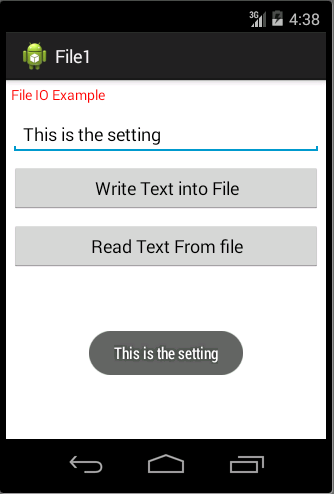 3G 4:38
File1
File IO Example
This is the setting
Write Text into File
Read Text From file
This is the setting